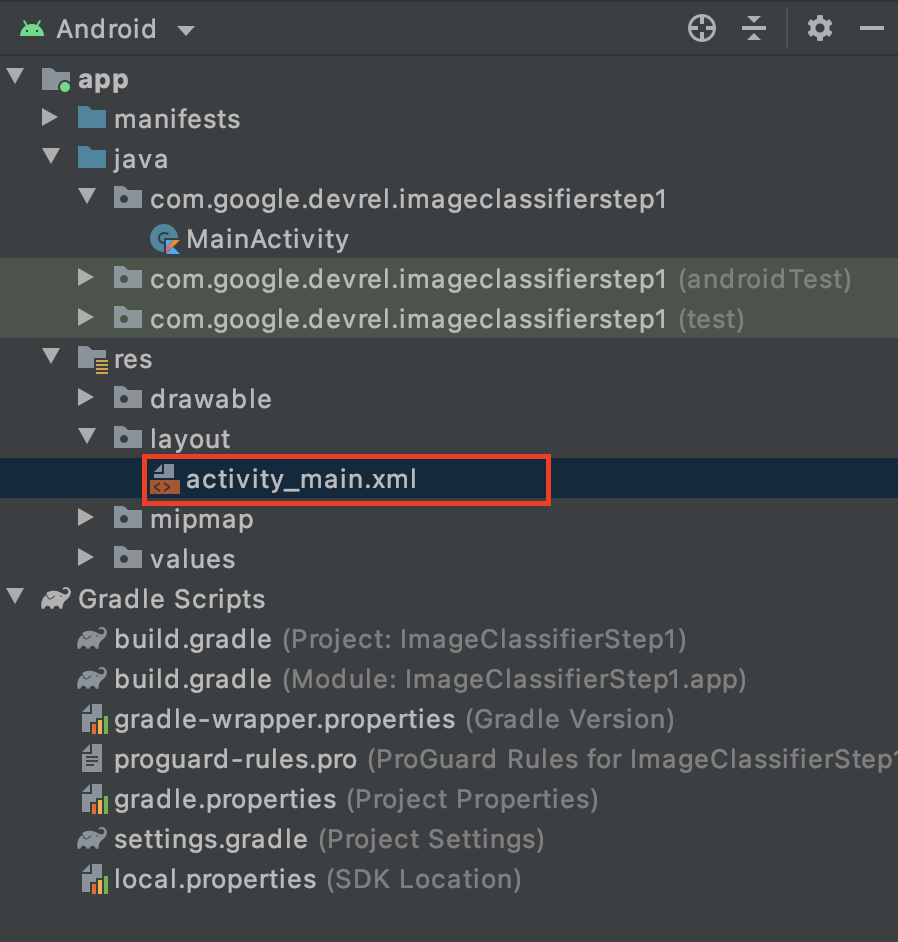 Android
app
manifests
java
com.google.devrel.imageclassifierstep1
MainActivity
com.google.devrel.imageclassifierstep1 (androidTest)
com.google.devrel.imageclassifierstep1 (test)
res
drawable
layout
activity_main.xml
mipmap
values
Gradle Scripts
build.gradle (Project: ImageClassifierStep1)
build.gradle (Module: ImageClassifierStep1.app)
gradle-wrapper.properties (Gradle Version)
proguard-rules.pro (ProGuard Rules for ImageClassifierStep1
gradle.properties (Project Properties)
settings.gradle (Project Settings)
local.properties (SDK Location)